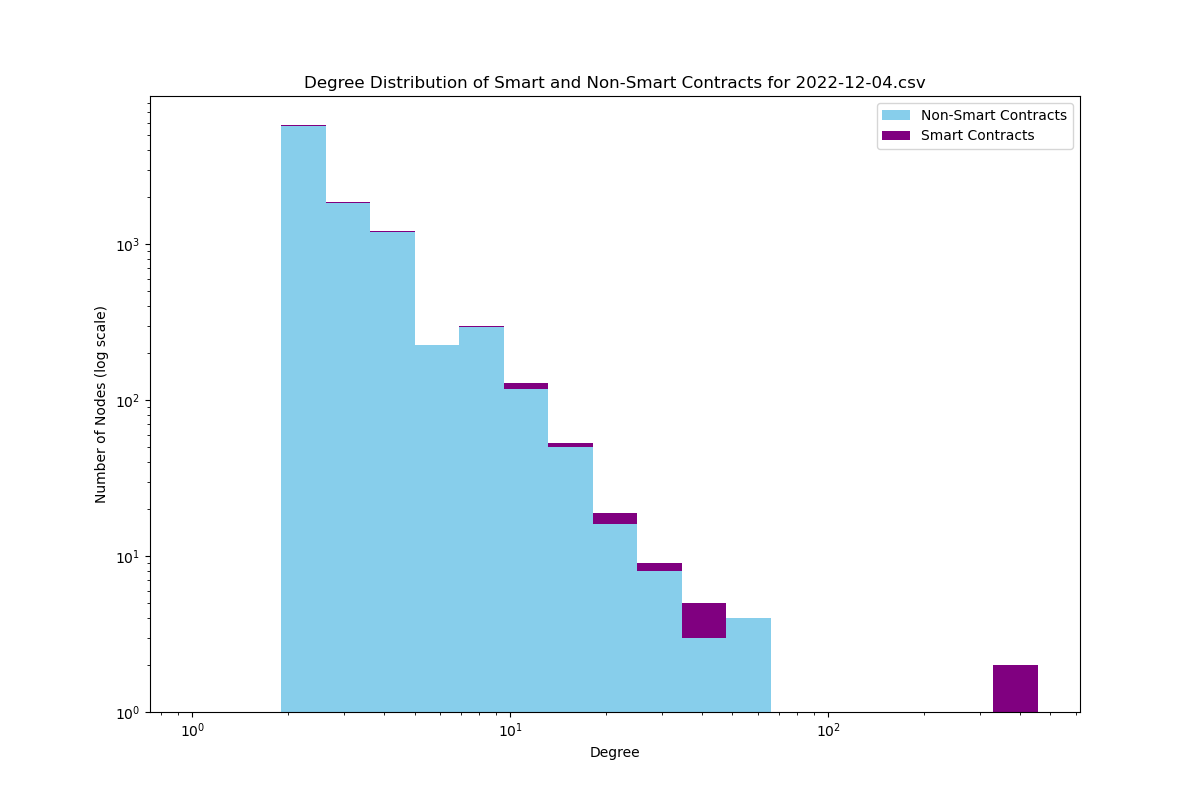 Degree Distribution of Smart and Non-Smart Contracts for 2022-12-04.csv
Non-Smart Contracts
Smart Contracts
Number of Nodes (log scale)
10³
10²
10¹
10⁰
10⁰ 10¹ 10²
Degree